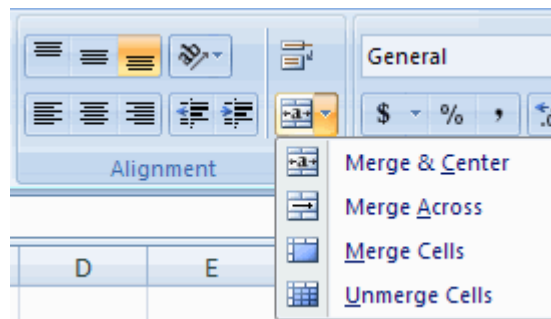 General
$ % ,
Alignment
Merge & Center
Merge Across
Merge Cells
Unmerge Cells
D E